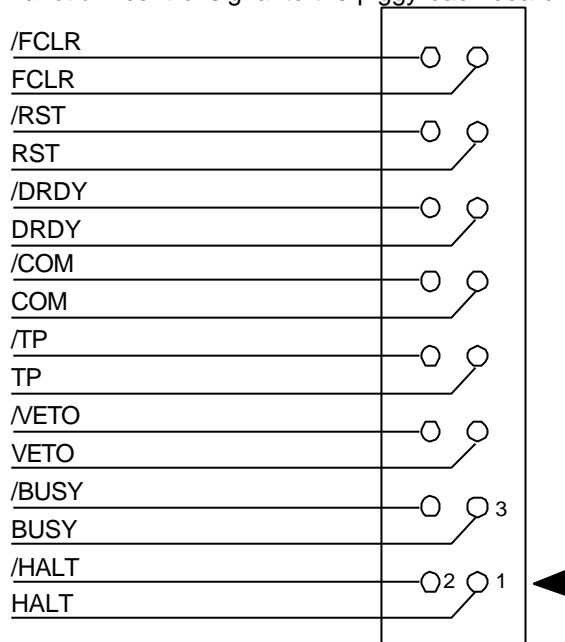 /FCLR
FCLR
/RST
RST
/DRDY
DRDY
/COM
COM
/TP
TP
/VETO
VETO
/BUSY
3
BUSY
/HALT
2 1
HALT